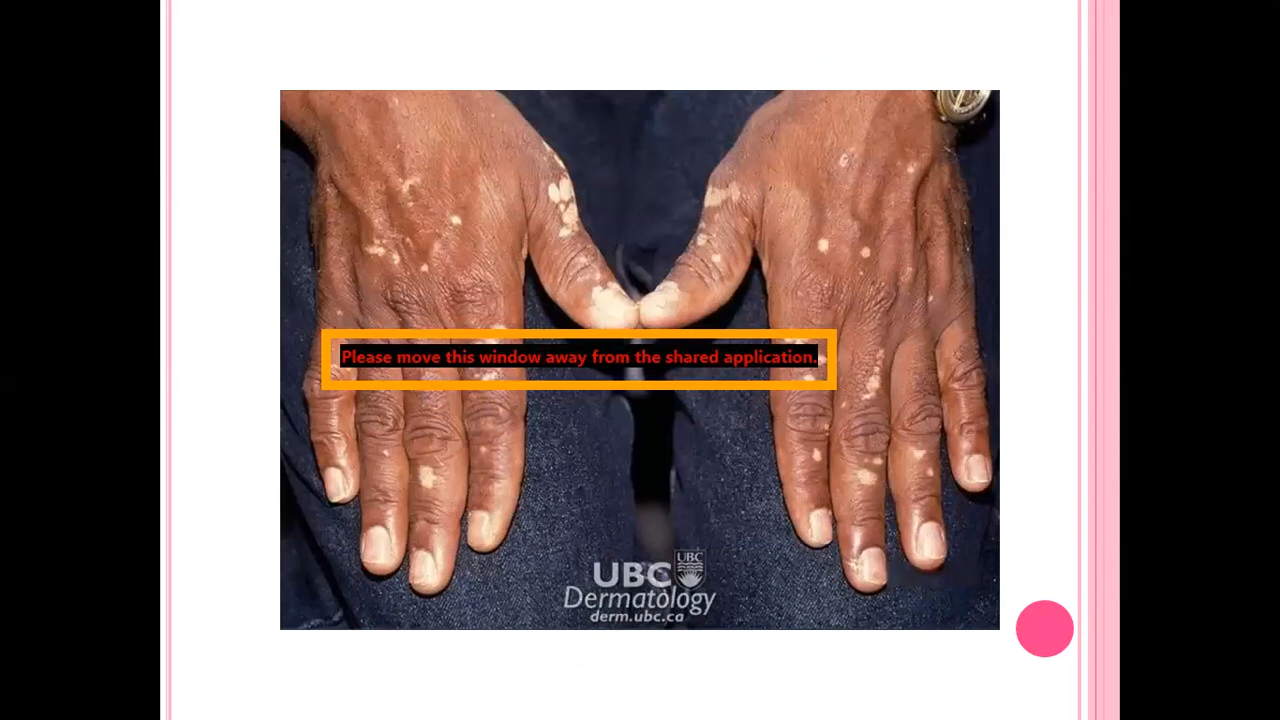 Please move this window away from the shared application.
UBC
UBC
Dermatology
derm.ubc.ca